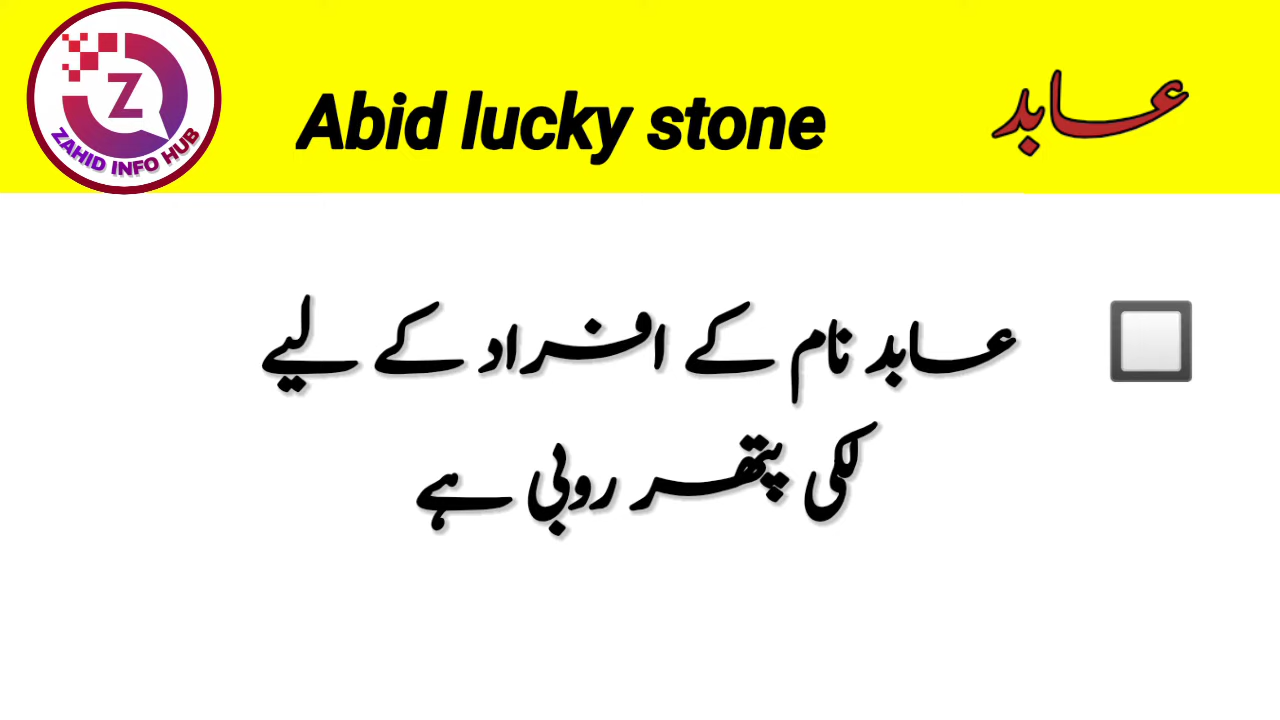 Z
ZAHID INFO HUB
Abid lucky stone
عابد
عابد نام کے افراد کے لیے
لکی پتھر روبی ہے